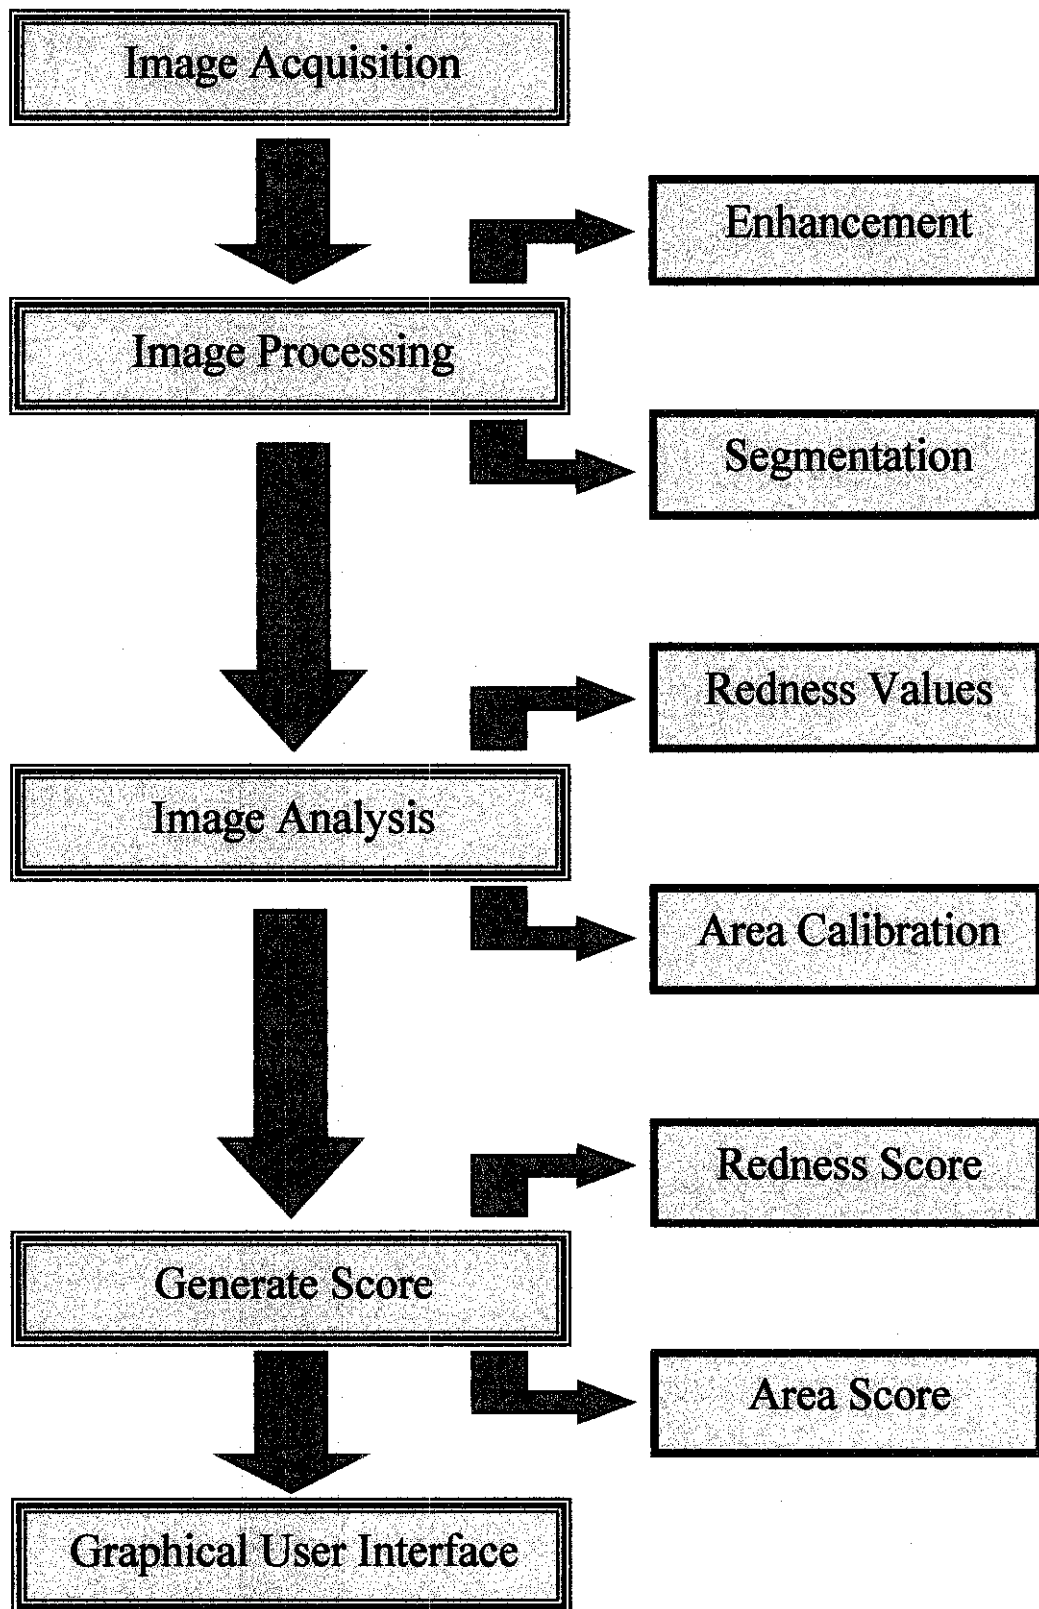 Image Acquisition
Enhancement
Image Processing
Segmentation
Redness Values
Image Analysis
Area Calibration
Redness Score
Generate Score
Area Score
Graphical User Interface